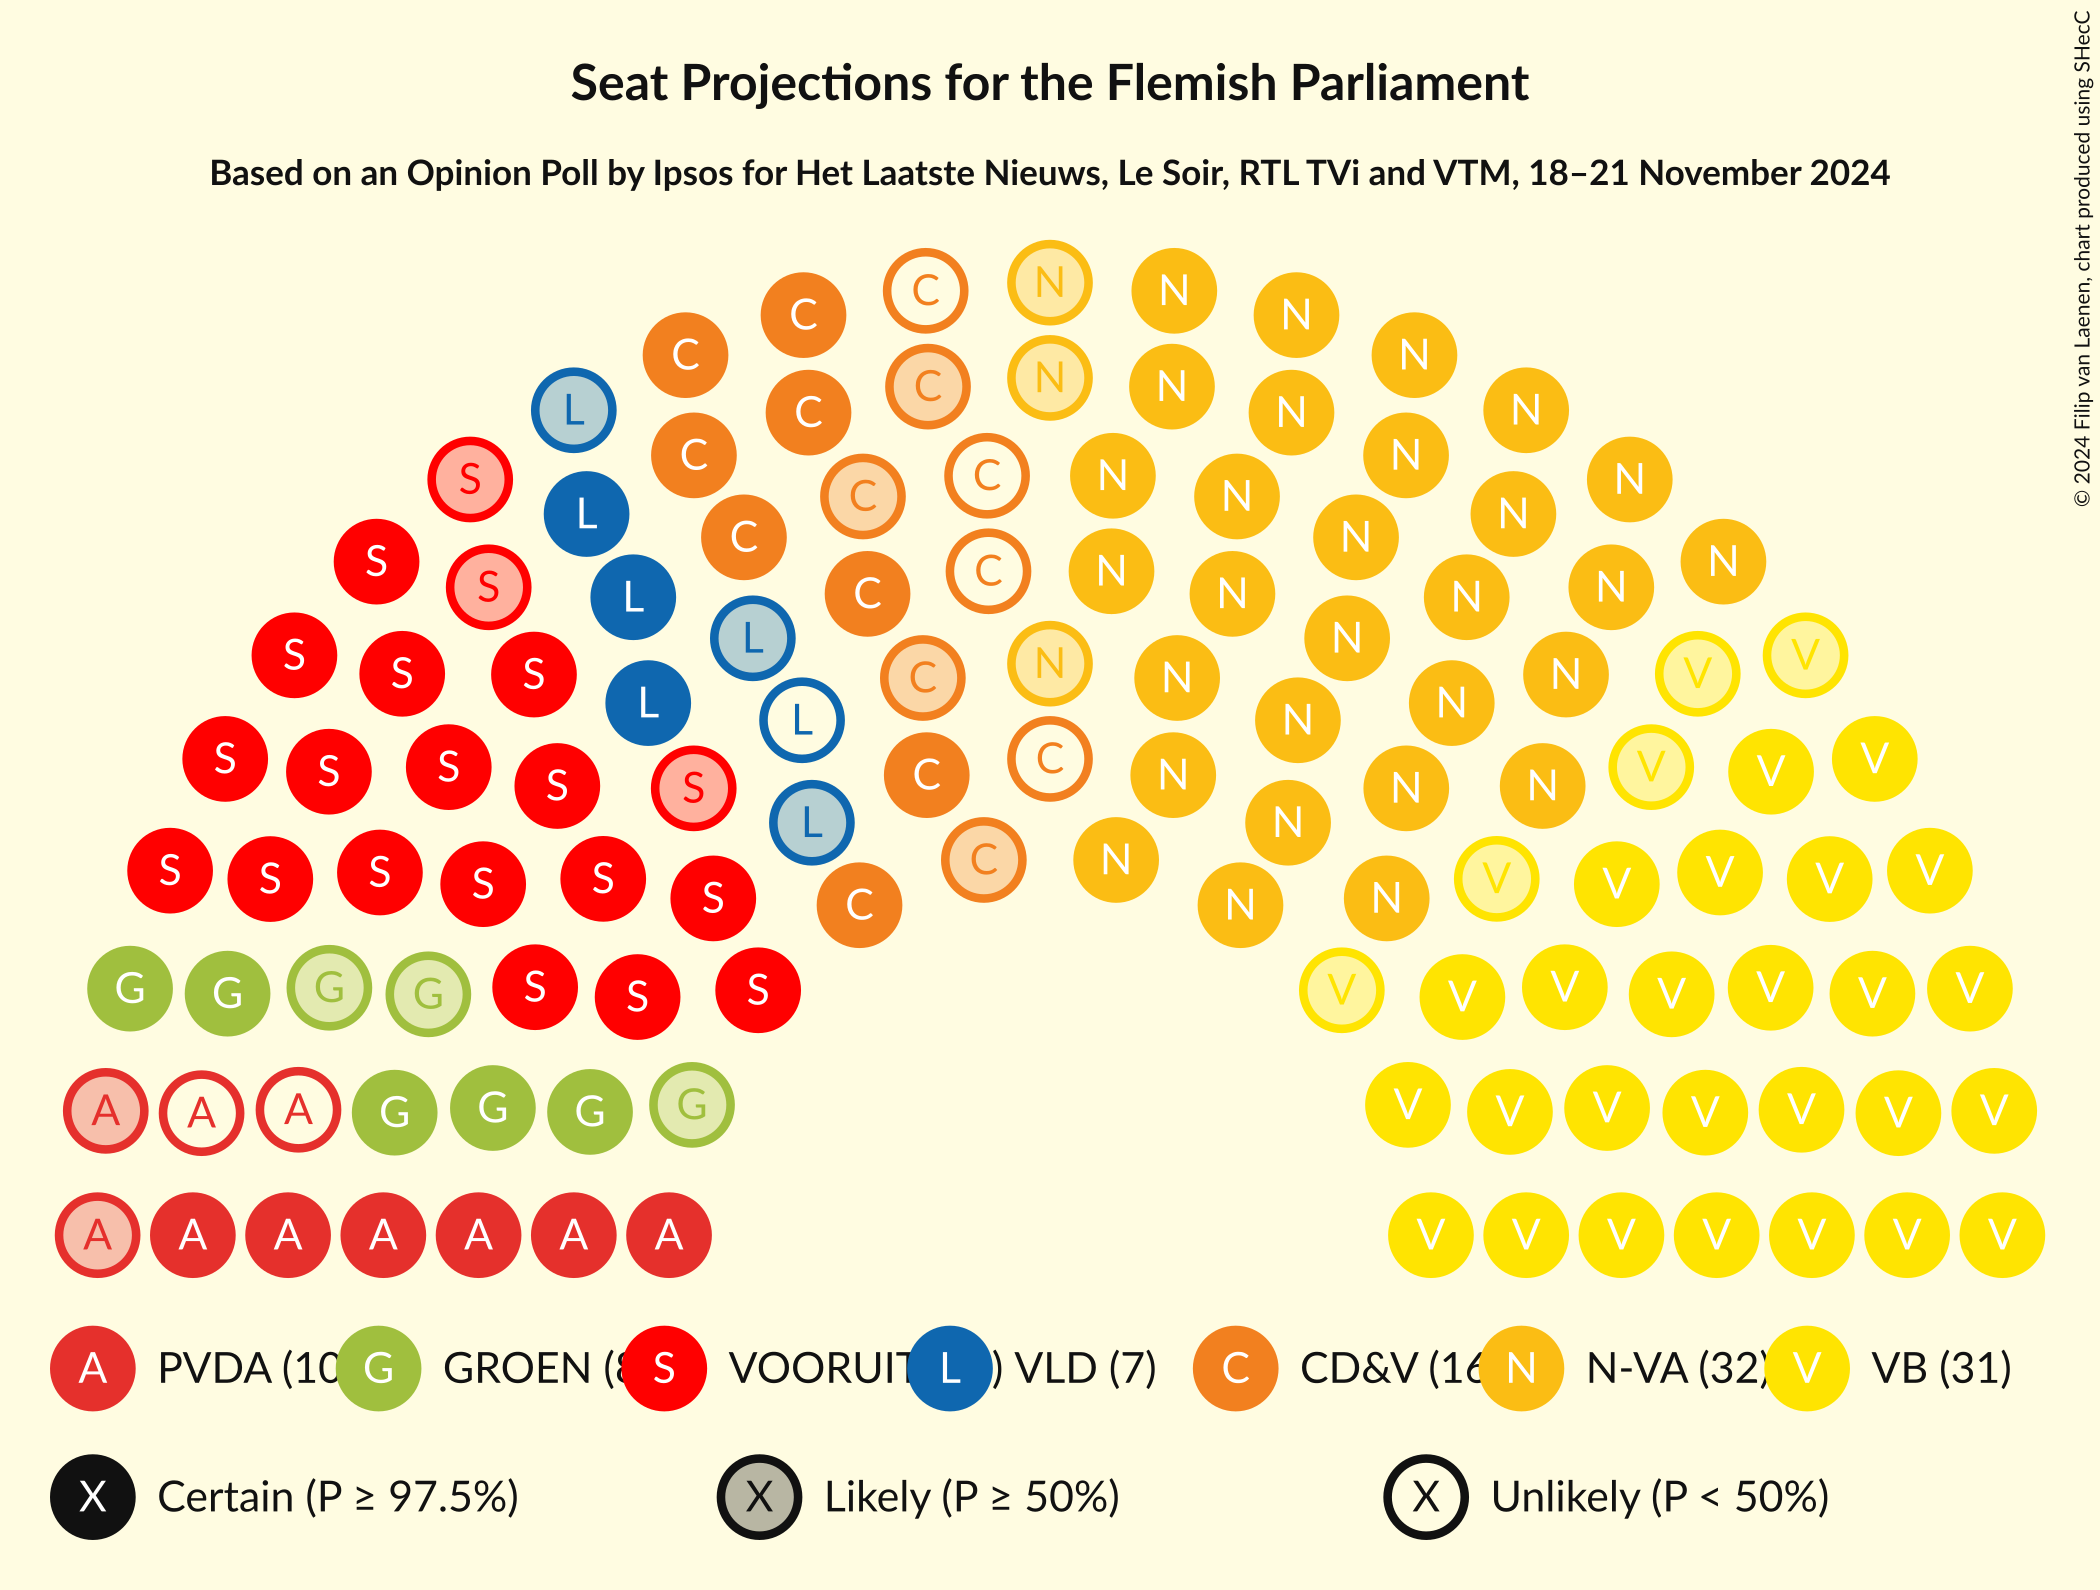 Seat Projections for the Flemish Parliament
Based on an Opinion Poll by Ipsos for Het Laatste Nieuws, Le Soir, RTL TVi and VTM, 18–21 November 2024
© 2024 Filip van Laenen, chart produced using SHecC
C N N
C N
C N
C N N
L C N N
C N
S C C N N N
L C N N
S S L C C N N N N N
S S S L L C N N N N N V V
L N
S S S S S C C N N N V V V
L N
S S S S S S C C N N N V V V V V
G G G G S S S V V V V V V V
A A A G G G G V V V V V V V
A A A A A A A V V V V V V V
A PVDA (10 G GROEN (8 S VOORUIT L ) VLD (7) C CD&V (16 N N-VA (32) V VB (31)
X Certain (P ≥ 97.5%) X Likely (P ≥ 50%) X Unlikely (P < 50%)